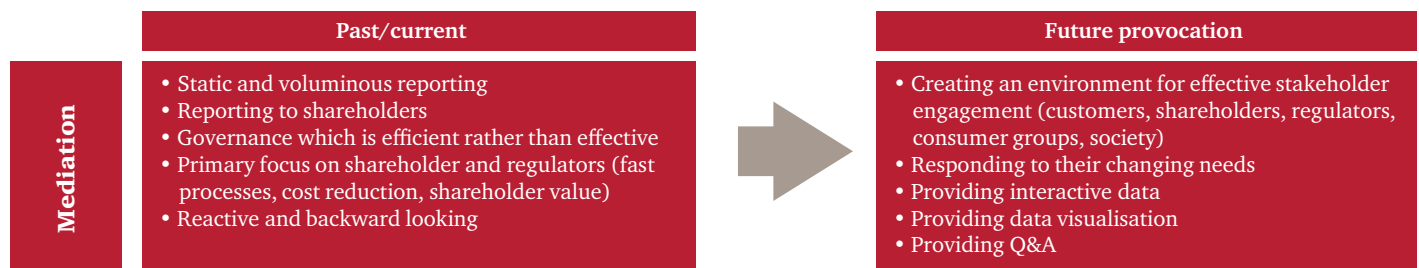 Past/current
Future provocation
Mediation
• Static and voluminous reporting
• Reporting to shareholders
• Governance which is efficient rather than effective
• Primary focus on shareholder and regulators (fast
processes, cost reduction, shareholder value)
• Reactive and backward looking
• Creating an environment for effective stakeholder
engagement (customers, shareholders, regulators,
consumer groups, society)
• Responding to their changing needs
• Providing interactive data
• Providing data visualisation
• Providing Q&A